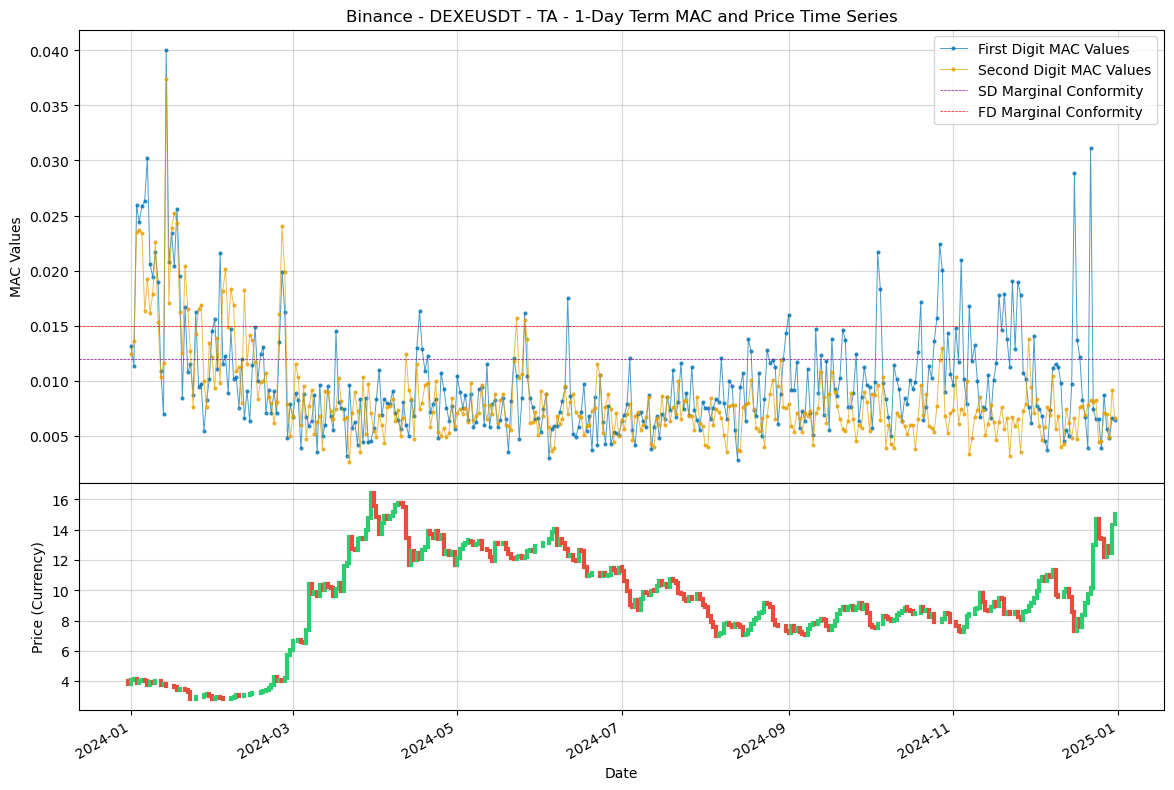 Binance - DEXEUSDT - TA - 1-Day Term MAC and Price Time Series
First Digit MAC Values
Second Digit MAC Values
SD Marginal Conformity
FD Marginal Conformity
MAC Values
0.040
0.035
0.030
0.025
0.020
0.015
0.010
0.005
Price (Currency)
16
14
12
10
8
6
4
2024-01
2024-03
2024-05
2024-07
2024-09
2024-11
2025-01
Date